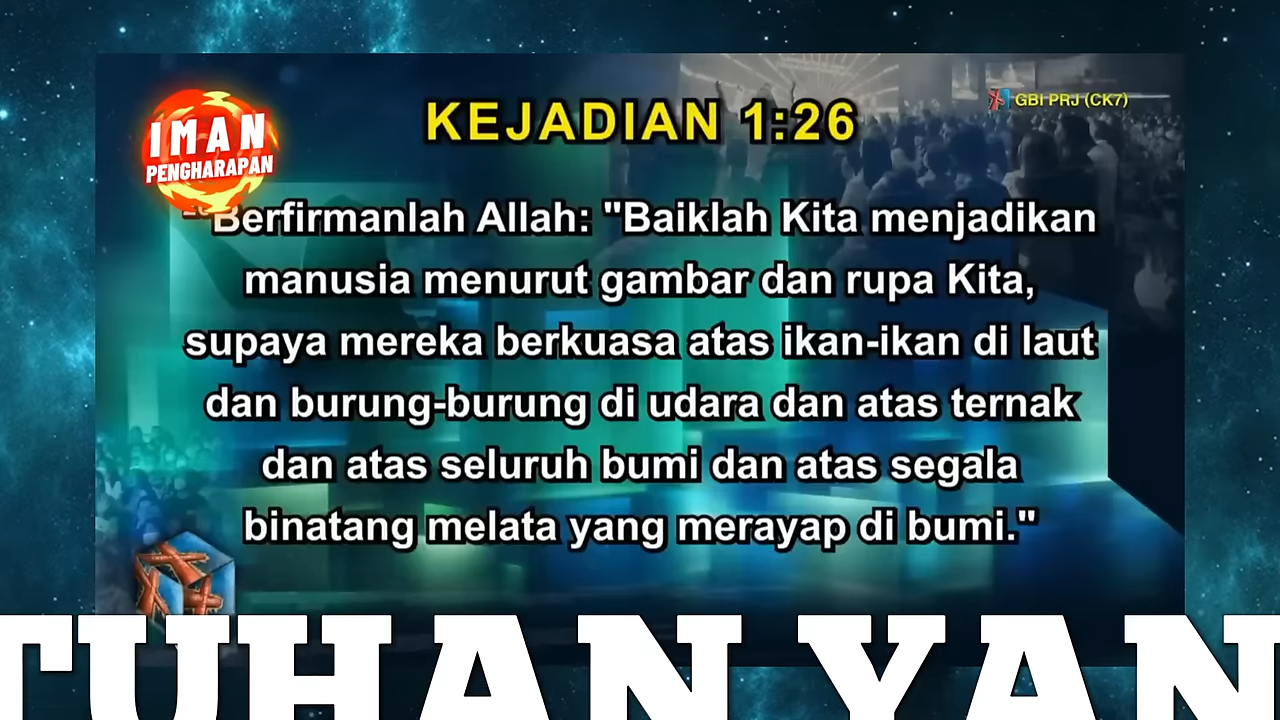 GBI PRJ (CK7)
KEJADIAN 1:26
IMAN
PENGHARAPAN
"Berfirmanlah Allah: "Baiklah Kita menjadikan
manusia menurut gambar dan rupa Kita,
supaya mereka berkuasa atas ikan-ikan di laut
dan burung-burung di udara dan atas ternak
dan atas seluruh bumi dan atas segala
binatang melata yang merayap di bumi."
TUHAN YAN